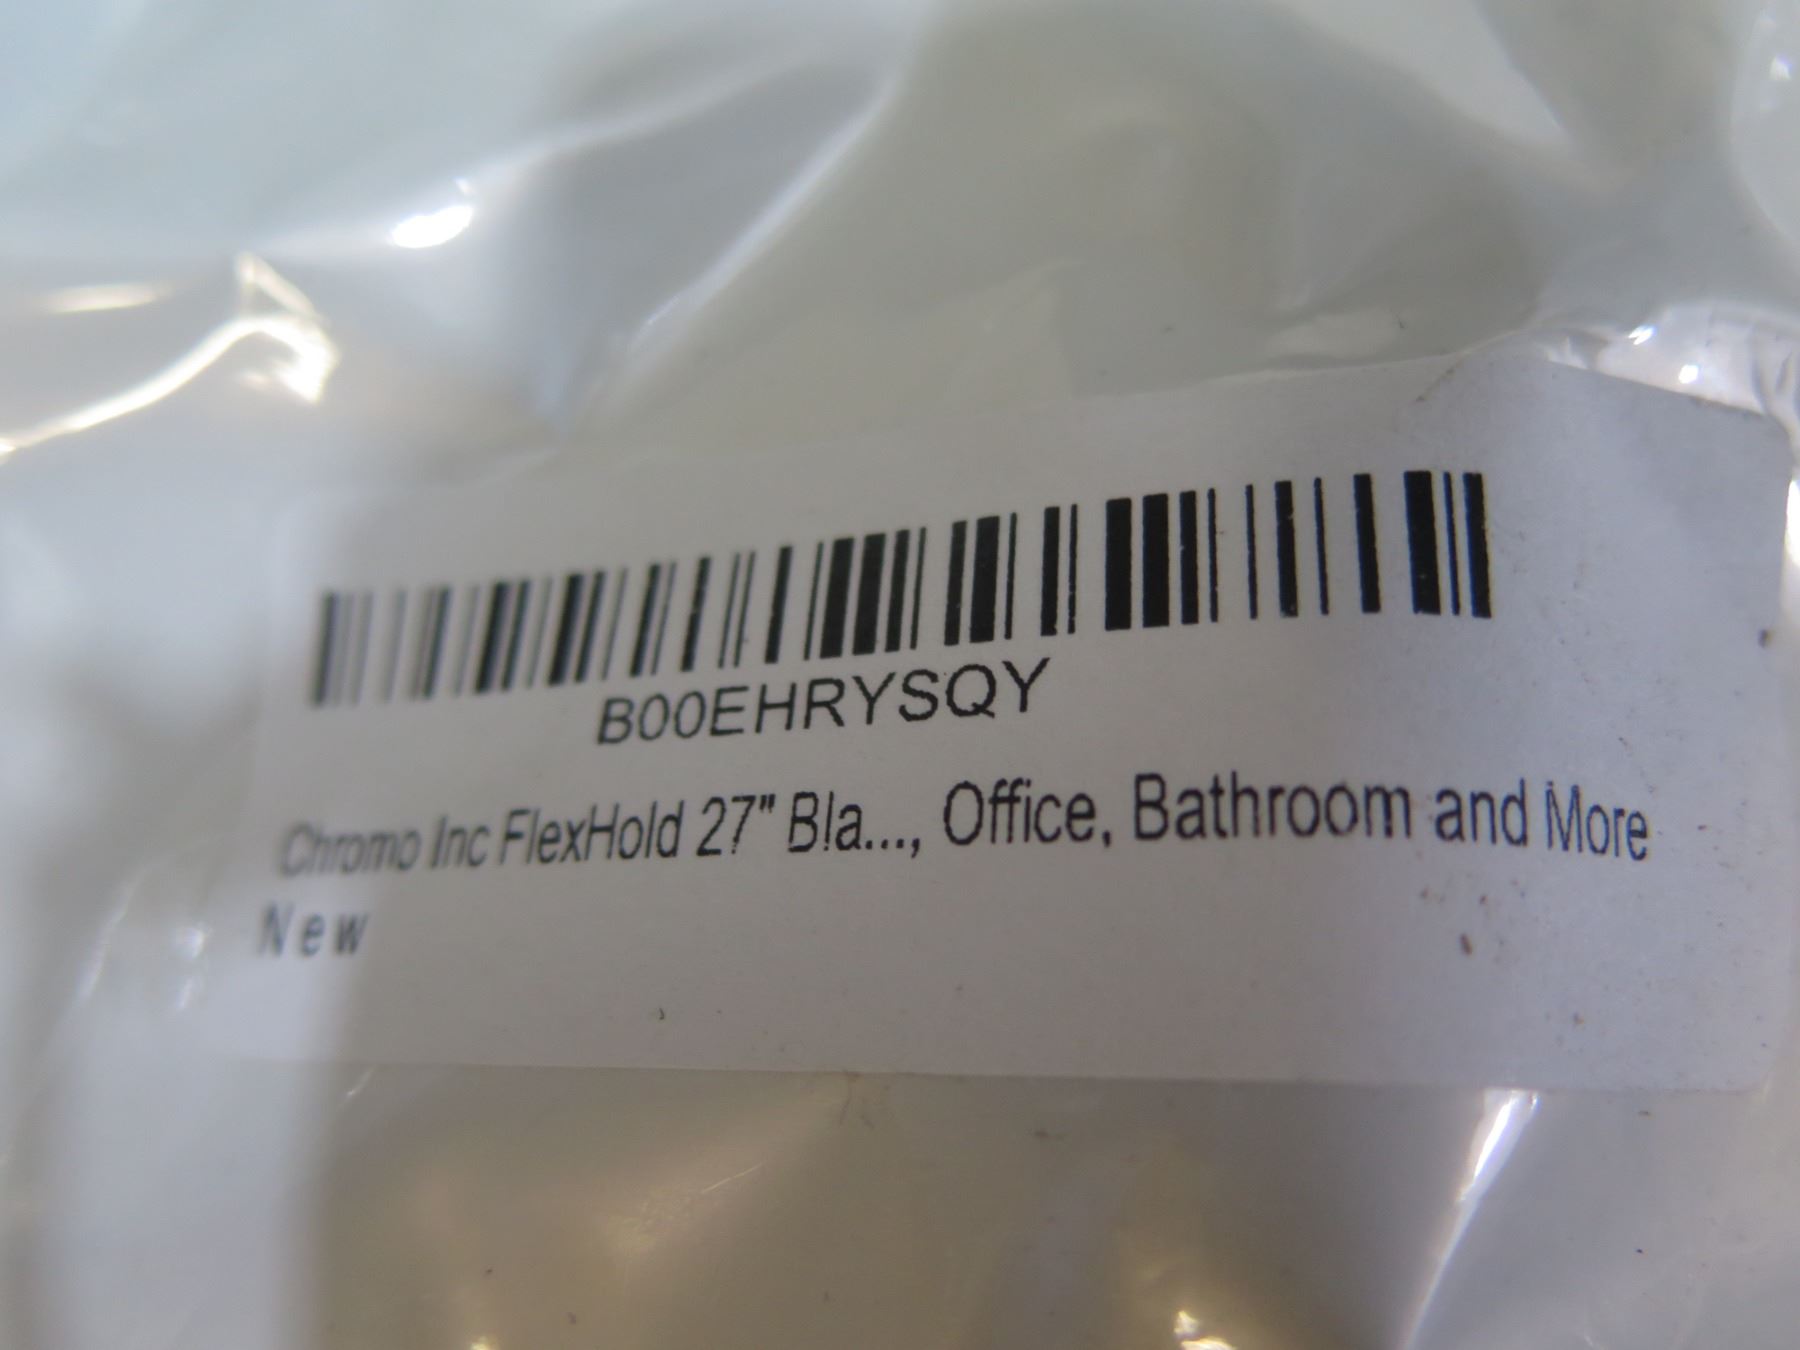 B00EHRYSQY
Chromo Inc FlexHold 27" Bla..., Office, Bathroom and More
New